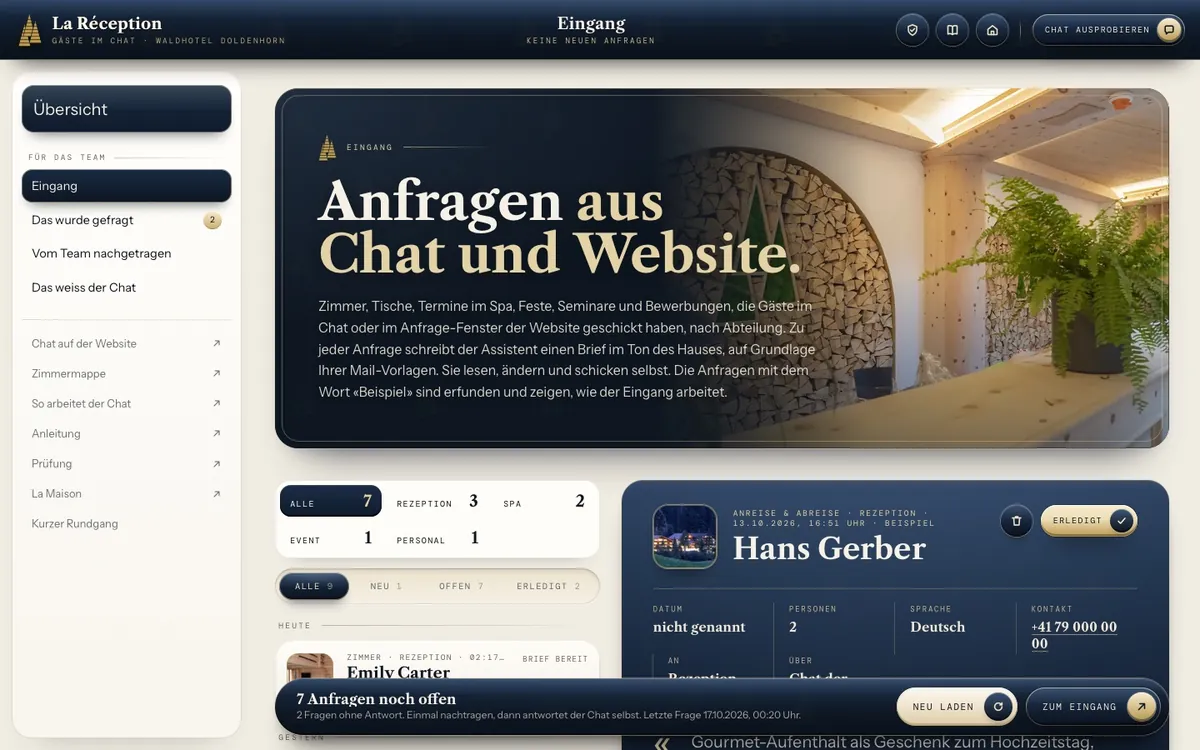 La Réception
GÄSTE IM CHAT · WALDHOTEL DOLDENHORN
Eingang
KEINE NEUEN ANFRAGEN
CHAT AUSPROBIEREN
Übersicht
FÜR DAS TEAM
Eingang
Das wurde gefragt 2
Vom Team nachgetragen
Das weiss der Chat
Chat auf der Website
Zimmermappe
So arbeitet der Chat
Anleitung
Prüfung
La Maison
Kurzer Rundgang
EINGANG
Anfragen aus
Chat und Website.
Zimmer, Tische, Termine im Spa, Feste, Seminare und Bewerbungen, die Gäste im
Chat oder im Anfrage-Fenster der Website geschickt haben, nach Abteilung. Zu
jeder Anfrage schreibt der Assistent einen Brief im Ton des Hauses, auf Grundlage
Ihrer Mail-Vorlagen. Sie lesen, ändern und schicken selbst. Die Anfragen mit dem
Wort «Beispiel» sind erfunden und zeigen, wie der Eingang arbeitet.
ALLE 7 REZEPTION 3 SPA 2
EVENT 1 PERSONAL 1
ALLE 9 NEU 1 OFFEN 7 ERLEDIGT 2
HEUTE
ZIMMER · REZEPTION · 02:17… BRIEF BEREIT
Emily Carter
GESTERN
ANREISE & ABREISE · REZEPTION ·
13.10.2026, 16:51 UHR · BEISPIEL
Hans Gerber
ERLEDIGT
DATUM PERSONEN SPRACHE KONTAKT
nicht genannt 2 Deutsch +41 79 000 00
00
AN ÜBER
Rezeption Chat der
7 Anfragen noch offen
2 Fragen ohne Antwort. Einmal nachtragen, dann antwortet der Chat selbst. Letzte Frage 17.10.2026, 00:20 Uhr.
NEU LADEN
ZUM EINGANG
« Gourmet-Aufenthalt als Geschenk zum Hochzeitstag,